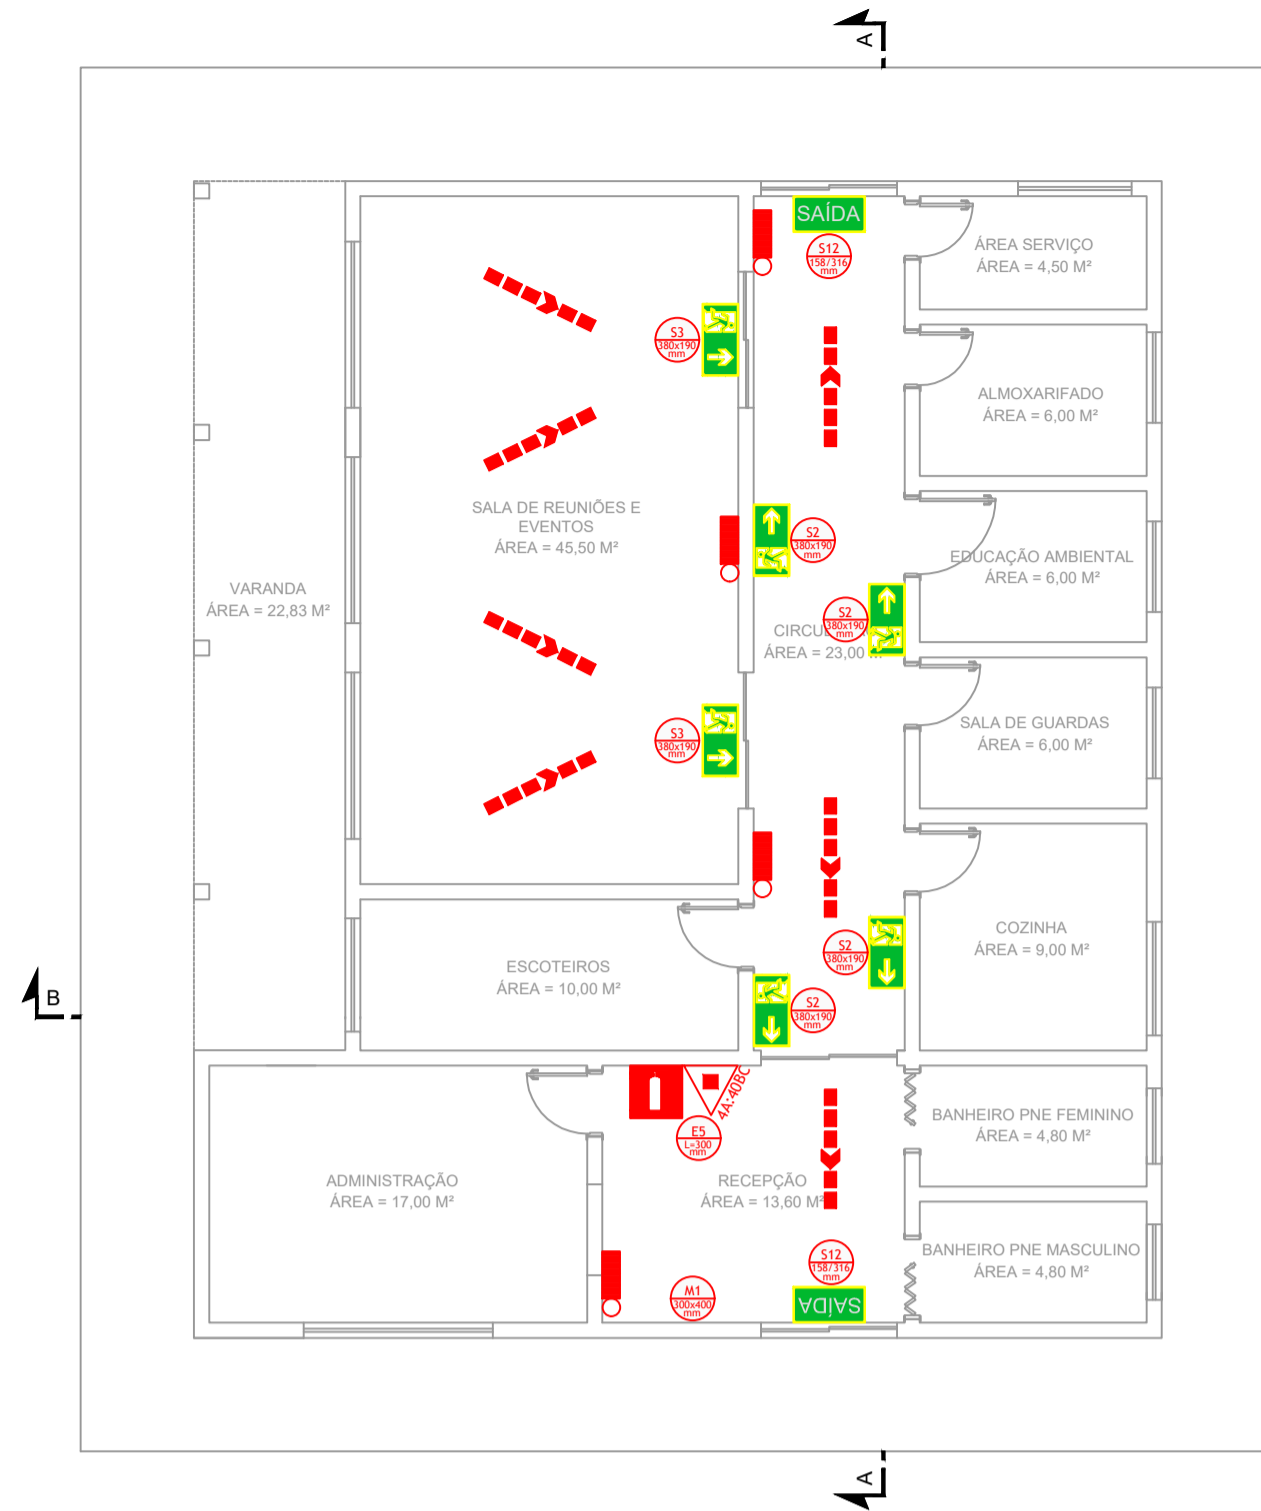 A
SAÍDA
S12
158/316
mm
ÁREA SERVIÇO
ÁREA = 4,50 M²
S3
380x190
mm
ALMOXARIFADO
ÁREA = 6,00 M²
SALA DE REUNIÕES E
EVENTOS
ÁREA = 45,50 M²
S2
380x190
mm
EDUCAÇÃO AMBIENTAL
ÁREA = 6,00 M²
VARANDA
ÁREA = 22,83 M²
S2
380x190
mm
ÁREA = 23,00
S3
380x190
mm
SALA DE GUARDAS
ÁREA = 6,00 M²
S2
380x190
mm
COZINHA
ÁREA = 9,00 M²
ESCOTEIROS
ÁREA = 10,00 M²
B
S2
380x190
mm
4A:40BC
E5
L=300
mm
BANHEIRO PNE FEMININO
ÁREA = 4,80 M²
ADMINISTRAÇÃO
ÁREA = 17,00 M²
RECEPÇÃO
ÁREA = 13,60 M²
S12
158/316
mm
BANHEIRO PNE MASCULINO
ÁREA = 4,80 M²
M1
300x400
mm
SAÍDA
A